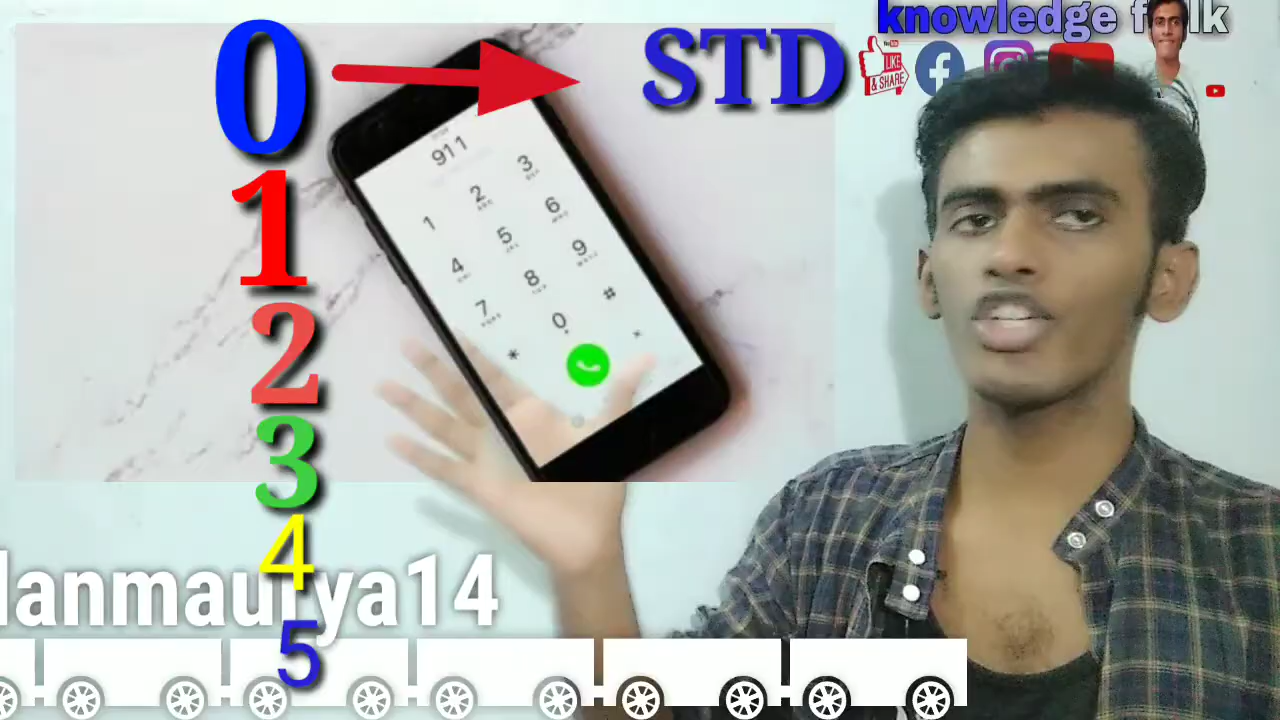 knowledge f lk
0 STD
LIKE
& SHARE
1
2
3
4
5
911
1 2 3
4 5 6
7 8 9
* 0 #
lanmaurya14